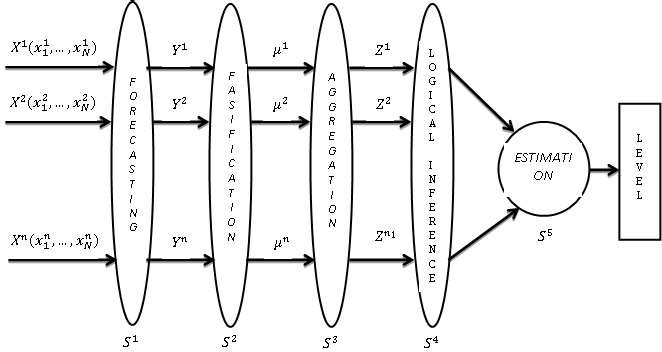 X¹(x₁¹,…,x_N¹) Y¹ μ¹ Z¹
X²(x₁²,…,x_N²) Y² μ² Z²
Xⁿ(x₁ⁿ,…,x_Nⁿ) Yⁿ μⁿ Zⁿ¹
FORECASTING
FASIFICATION
AGGREGATION
LOGICAL INFERENCE
ESTIMATI
ON
LEVEL
S¹ S² S³ S⁴ S⁵